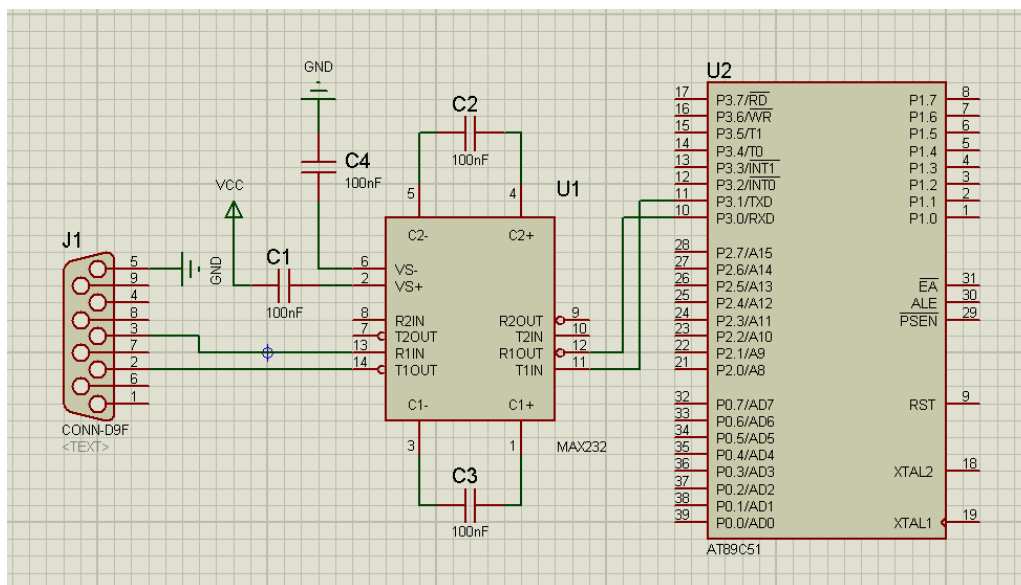 J1
5
9
4
8
3
7
2
6
1
CONN-D9F
<TEXT>
GND
VCC
GND
C1
100nF
C4
100nF
C2
100nF
5
4
U1
C2-
C2+
6
VS-
2
VS+
8
R2IN
R2OUT
9
7
T2OUT
T2IN
10
13
R1IN
R1OUT
12
14
T1OUT
T1IN
11
C1-
C1+
3
1
MAX232
C3
100nF
U2
17
P3.7/RD
P1.7
8
16
P3.6/WR
P1.6
7
15
P3.5/T1
P1.5
6
14
P3.4/T0
P1.4
5
13
P3.3/INT1
P1.3
4
12
P3.2/INT0
P1.2
3
11
P3.1/TXD
P1.1
2
10
P3.0/RXD
P1.0
1
28
P2.7/A15
27
P2.6/A14
26
P2.5/A13
EA
31
25
P2.4/A12
ALE
30
24
P2.3/A11
PSEN
29
23
P2.2/A10
22
P2.1/A9
21
P2.0/A8
32
P0.7/AD7
RST
9
33
P0.6/AD6
34
P0.5/AD5
35
P0.4/AD4
36
P0.3/AD3
XTAL2
18
37
P0.2/AD2
38
P0.1/AD1
39
P0.0/AD0
XTAL1
19
AT89C51